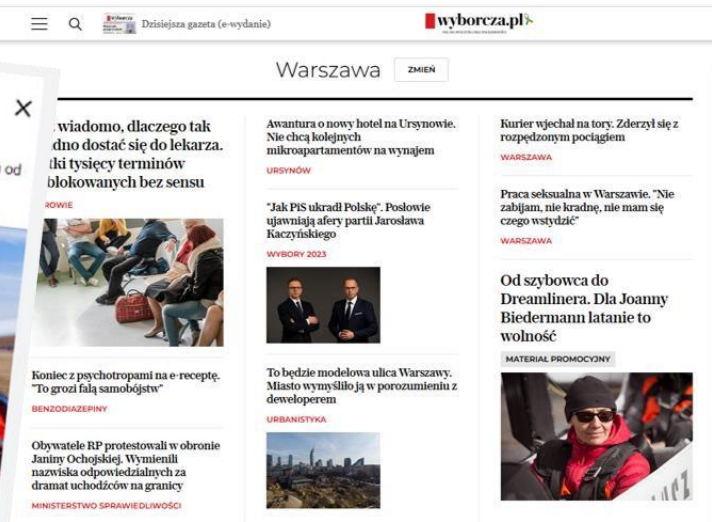 Dzisiejsza gazeta (e-wydanie)
wyborcza.pl
Warszawa
ZMIEŃ
od
wiadomo, dlaczego tak
dno dostać się do lekarza.
tki tysięcy terminów
blokowanych bez sensu
ROWIE
Koniec z psychotropami na e-receptę.
"To grozi falą samobójstw"
BENZODIAZEPINY
Obywatele RP protestowali w obronie
Janiny Ochojskiej. Wymienili
nazwiska odpowiedzialnych za
dramat uchodźców na granicy
MINISTERSTWO SPRAWIEDLIWOŚCI
Awantura o nowy hotel na Ursynowie.
Nie chcą kolejnych
mikroapartamentów na wynajem
URSYNÓW
"Jak PiS ukradł Polskę". Posłowie
ujawniają afery partii Jarosława
Kaczyńskiego
WYBORY 2023
To będzie modelowa ulica Warszawy.
Miasto wymyśliło ją w porozumieniu z
deweloperem
URBANISTYKA
Kurier wjechał na tory. Zderzył się z
rozpędzonym pociągiem
WARSZAWA
Praca seksualna w Warszawie. "Nie
zabijam, nie kradnę, nie mam się
czego wstydzić"
WARSZAWA
Od szybowca do
Dreamlinera. Dla Joanny
Biedermann latanie to
wolność
MATERIAŁ PROMOCYJNY